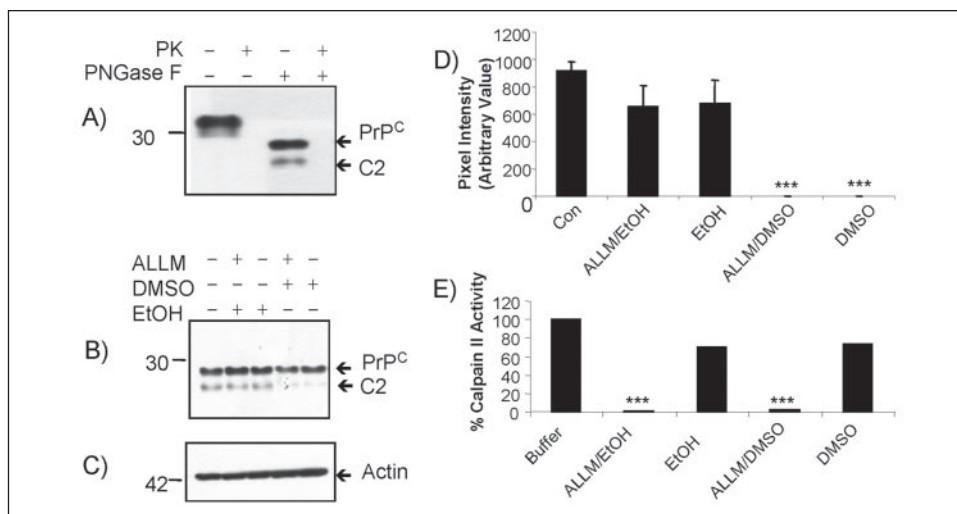 PK – + – +
PNGase F – – + +
A)
30
PrPC
C2
ALLM – + – + –
DMSO – – – + +
EtOH – + + – –
B)
30
PrPC
C2
C)
42
Actin
D)
Pixel Intensity
(Arbitrary Value)
1200
1000
800
600
400
200
0
*** ***
Con ALLM/EtOH EtOH ALLM/DMSO DMSO
E)
% Calpain II Activity
120
100
80
60
40
20
0
*** ***
Buffer ALLM/EtOH EtOH ALLM/DMSO DMSO